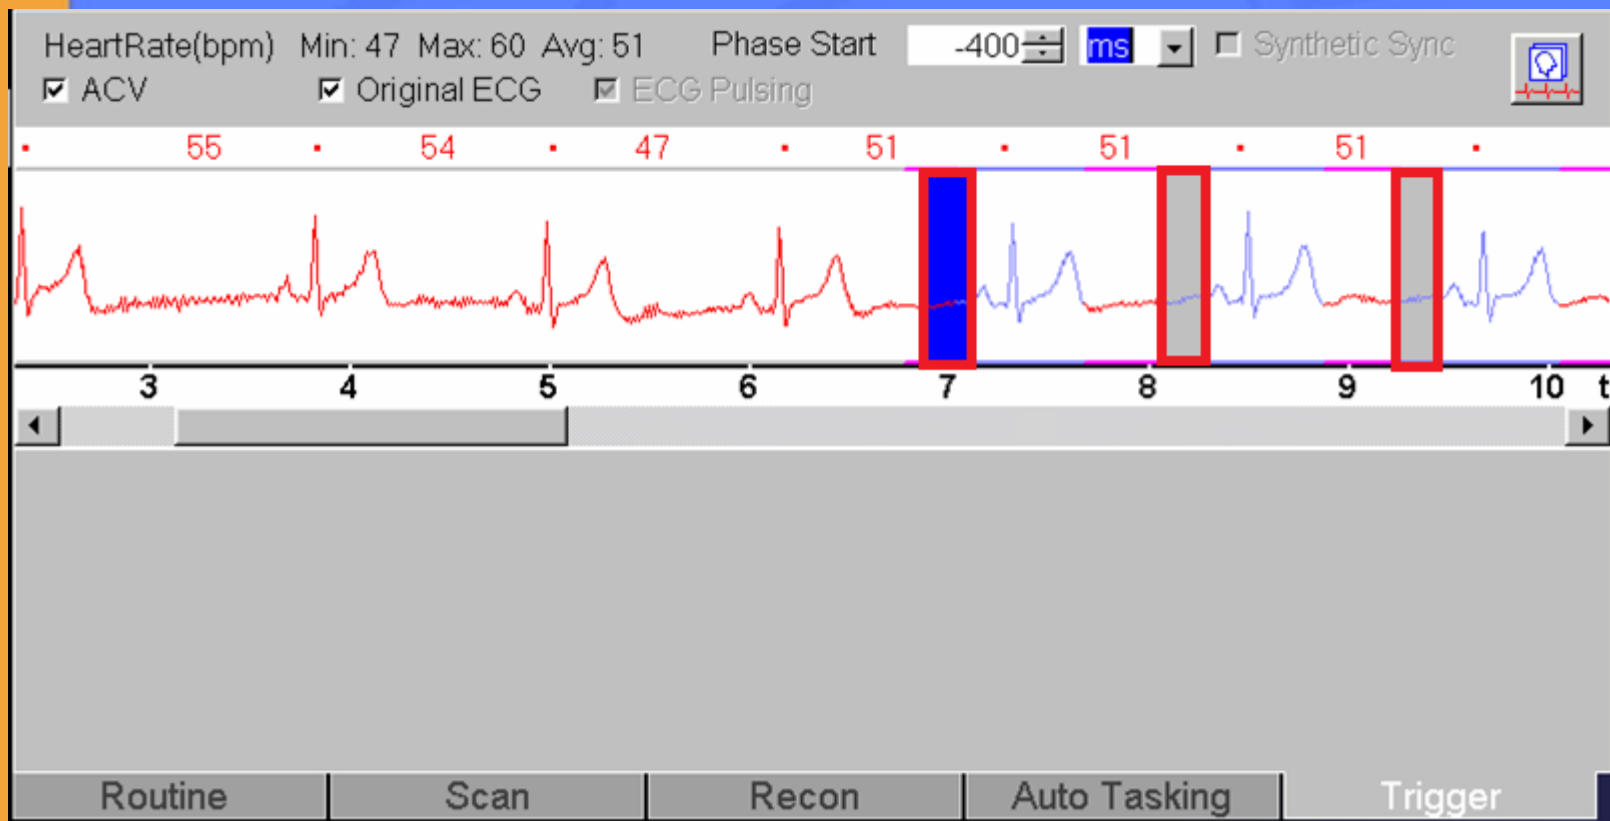 HeartRate(bpm) Min: 47 Max: 60 Avg: 51 Phase Start -400 ms Synthetic Sync
ACV Original ECG ECG Pulsing
55 54 47 51 51 51
3 4 5 6 7 8 9 10 t
Routine Scan Recon Auto Tasking Trigger